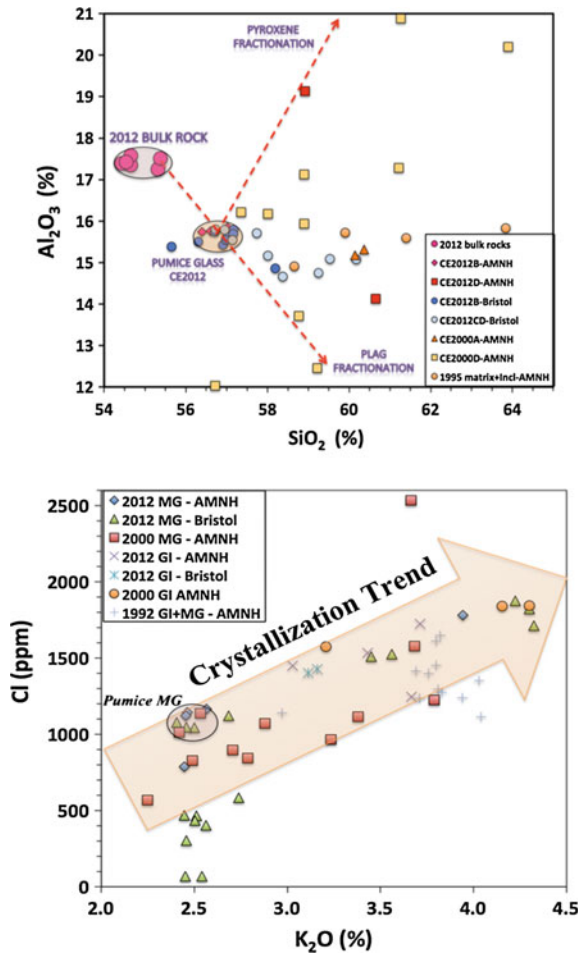 21
20
19
18
17
16
15
14
13
12
Al2O3 (%)
PYROXENE
FRACTIONATION
2012 BULK ROCK
PUMICE GLASS
CE2012
PLAG
FRACTIONATION
2012 bulk rocks
CE2012B-AMNH
CE2012D-AMNH
CE2012B-Bristol
CE2012CD-Bristol
CE2000A-AMNH
CE2000D-AMNH
1995 matrix+Incl-AMNH
54 56 58 60 62 64
SiO2 (%)
2500
2000
1500
1000
500
0
Cl (ppm)
2012 MG - AMNH
2012 MG - Bristol
2000 MG - AMNH
2012 GI - AMNH
2012 GI - Bristol
2000 GI AMNH
1992 GI+MG - AMNH
Crystallization Trend
Pumice MG
2.0 2.5 3.0 3.5 4.0 4.5
K2O (%)